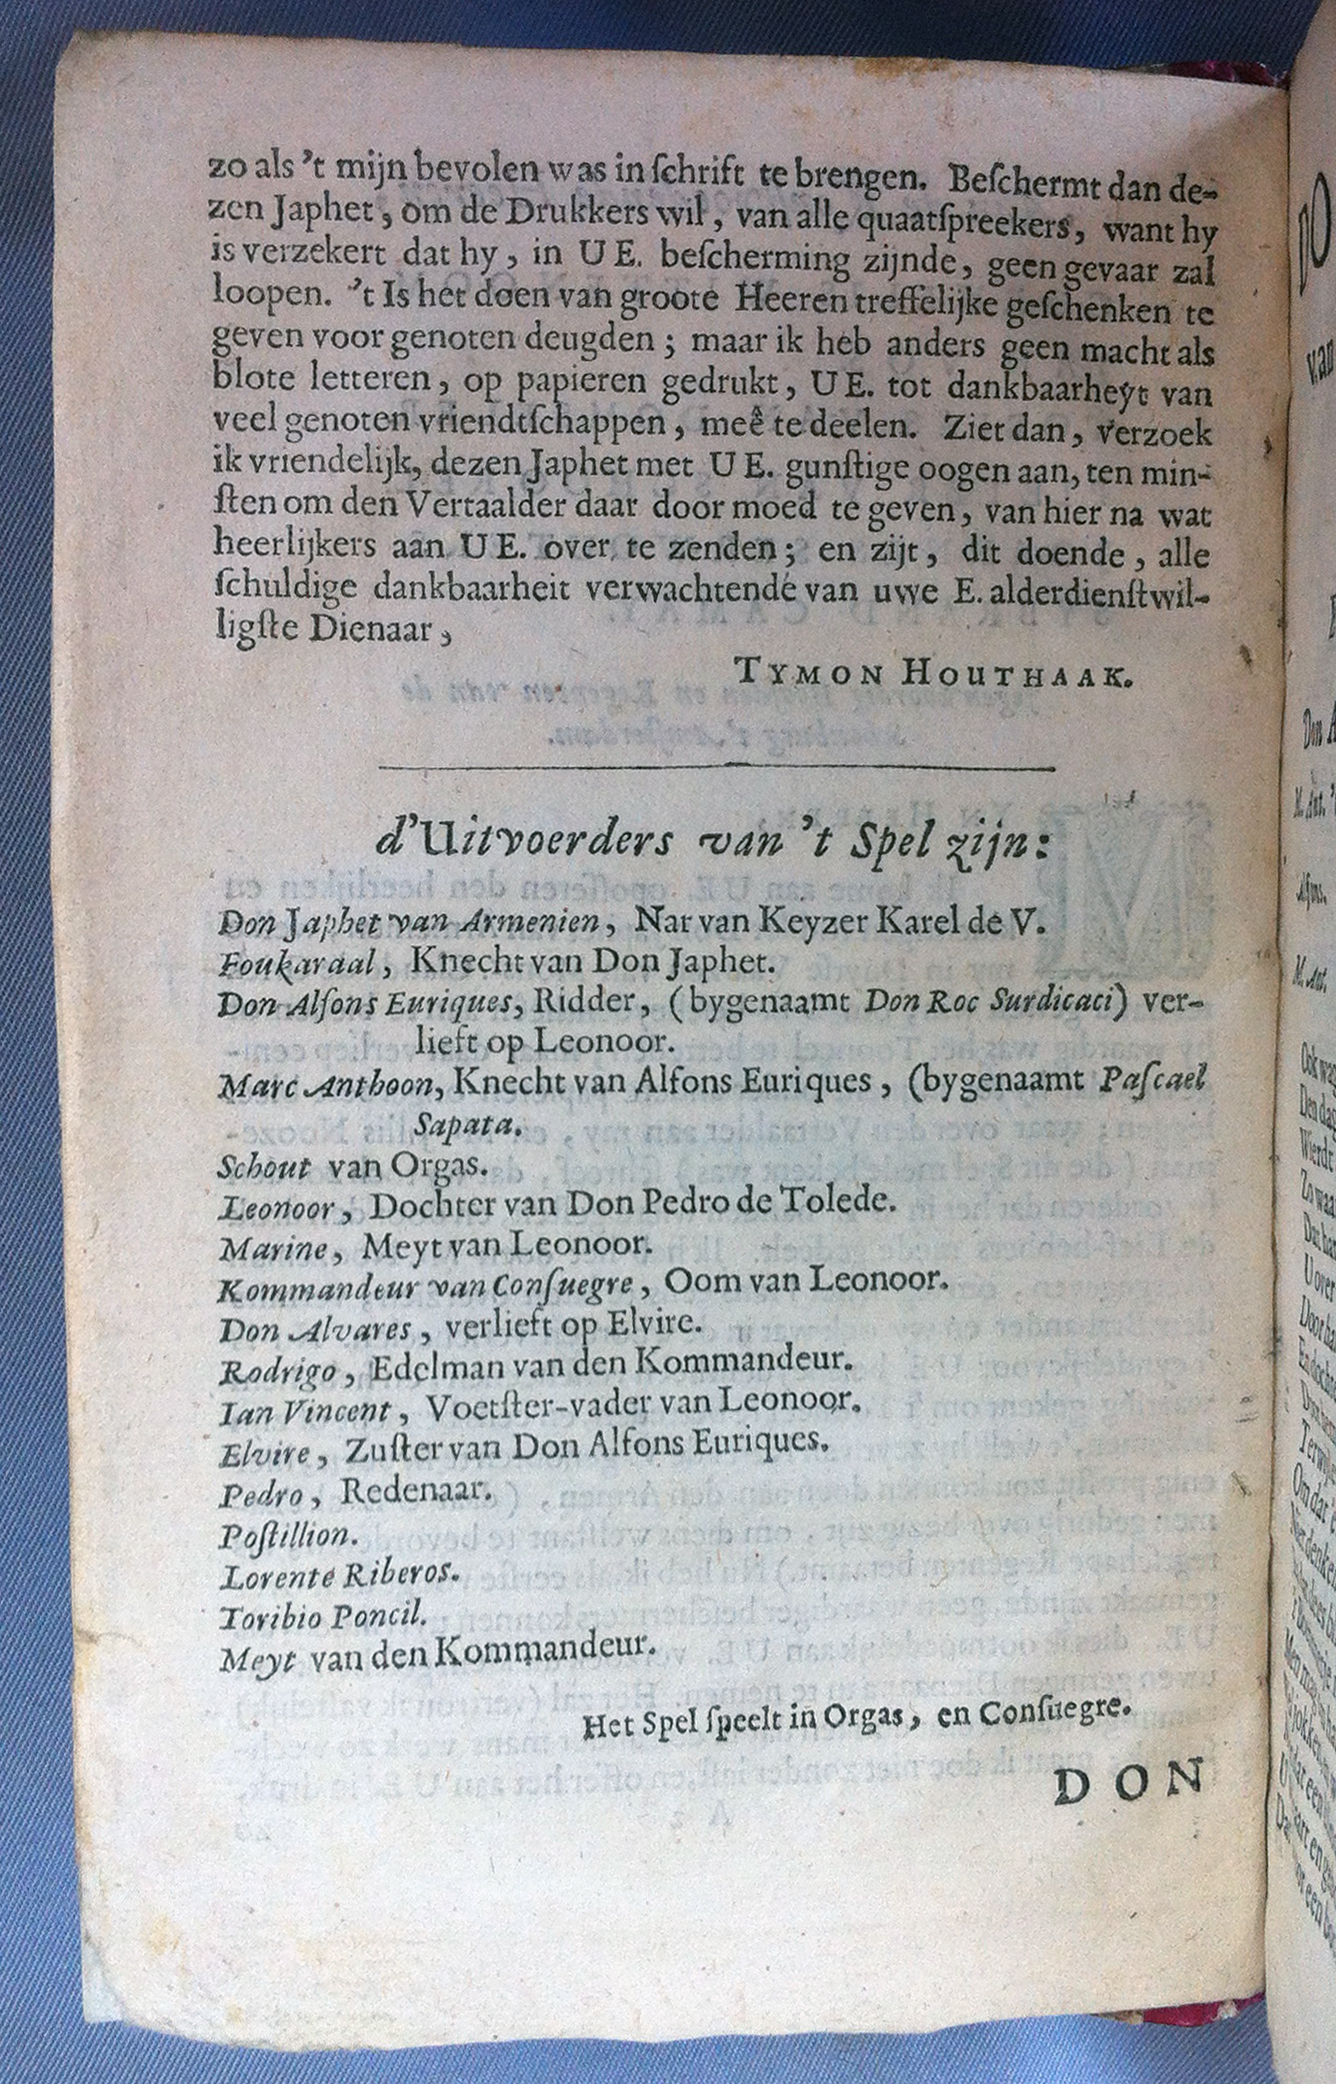 zo als 't mijn bevolen was in ſchrift te brengen. Beſchermt dan de-
zen Japhet, om de Drukkers wil, van alle quaatſpreekers, want hy
is verzekert dat hy, in U E. beſcherming zijnde, geen gevaar zal
loopen. 't Is het doen van groote Heeren treffelijke geſchenken te
geven voor genoten deugden; maar ik heb anders geen macht als
blote letteren, op papieren gedrukt, U E. tot dankbaarheyt van
veel genoten vriendtſchappen, meê te deelen. Ziet dan, verzoek
ik vriendelijk, dezen Japhet met U E. gunſtige oogen aan, ten min-
ſten om den Vertaalder daar door moed te geven, van hier na wat
heerlijkers aan U E. over te zenden; en zijt, dit doende, alle
ſchuldige dankbaarheit verwachtende van uwe E. alderdienſtwil-
ligſte Dienaar,
TYMON HOUTHAAK.
d'Uitvoerders van 't Spel zijn:
Don Japhet van Armenien, Nar van Keyzer Karel de V.
Foukaraal, Knecht van Don Japhet.
Don Alſons Euriques, Ridder, (bygenaamt Don Roc Surdicaci) ver-
lieft op Leonoor.
Marc Anthoon, Knecht van Alfons Euriques, (bygenaamt Paſcael
Sapata.
Schout van Orgas.
Leonoor, Dochter van Don Pedro de Tolede.
Marine, Meyt van Leonoor.
Kommandeur van Conſuegre, Oom van Leonoor.
Don Alvares, verlieft op Elvire.
Rodrigo, Edelman van den Kommandeur.
Ian Vincent, Voetſter-vader van Leonoor.
Elvire, Zuſter van Don Alfons Euriques.
Pedro, Redenaar.
Poſtillion.
Lorente Riberos.
Toribio Poncil.
Meyt van den Kommandeur.
Het Spel ſpeelt in Orgas, en Conſuegre.
DON